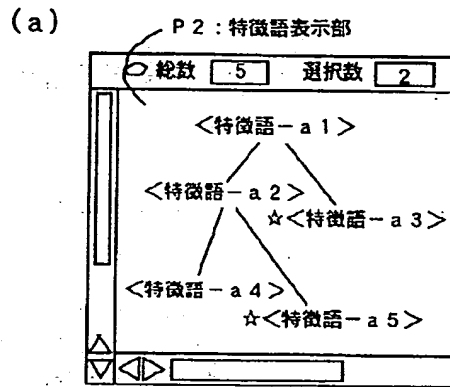 (a)
P2:特徴語表示部
総数 5 選択数 2
<特徴語-a1>
<特徴語-a2>
☆<特徴語-a3>
<特徴語-a4>
☆<特徴語-a5>